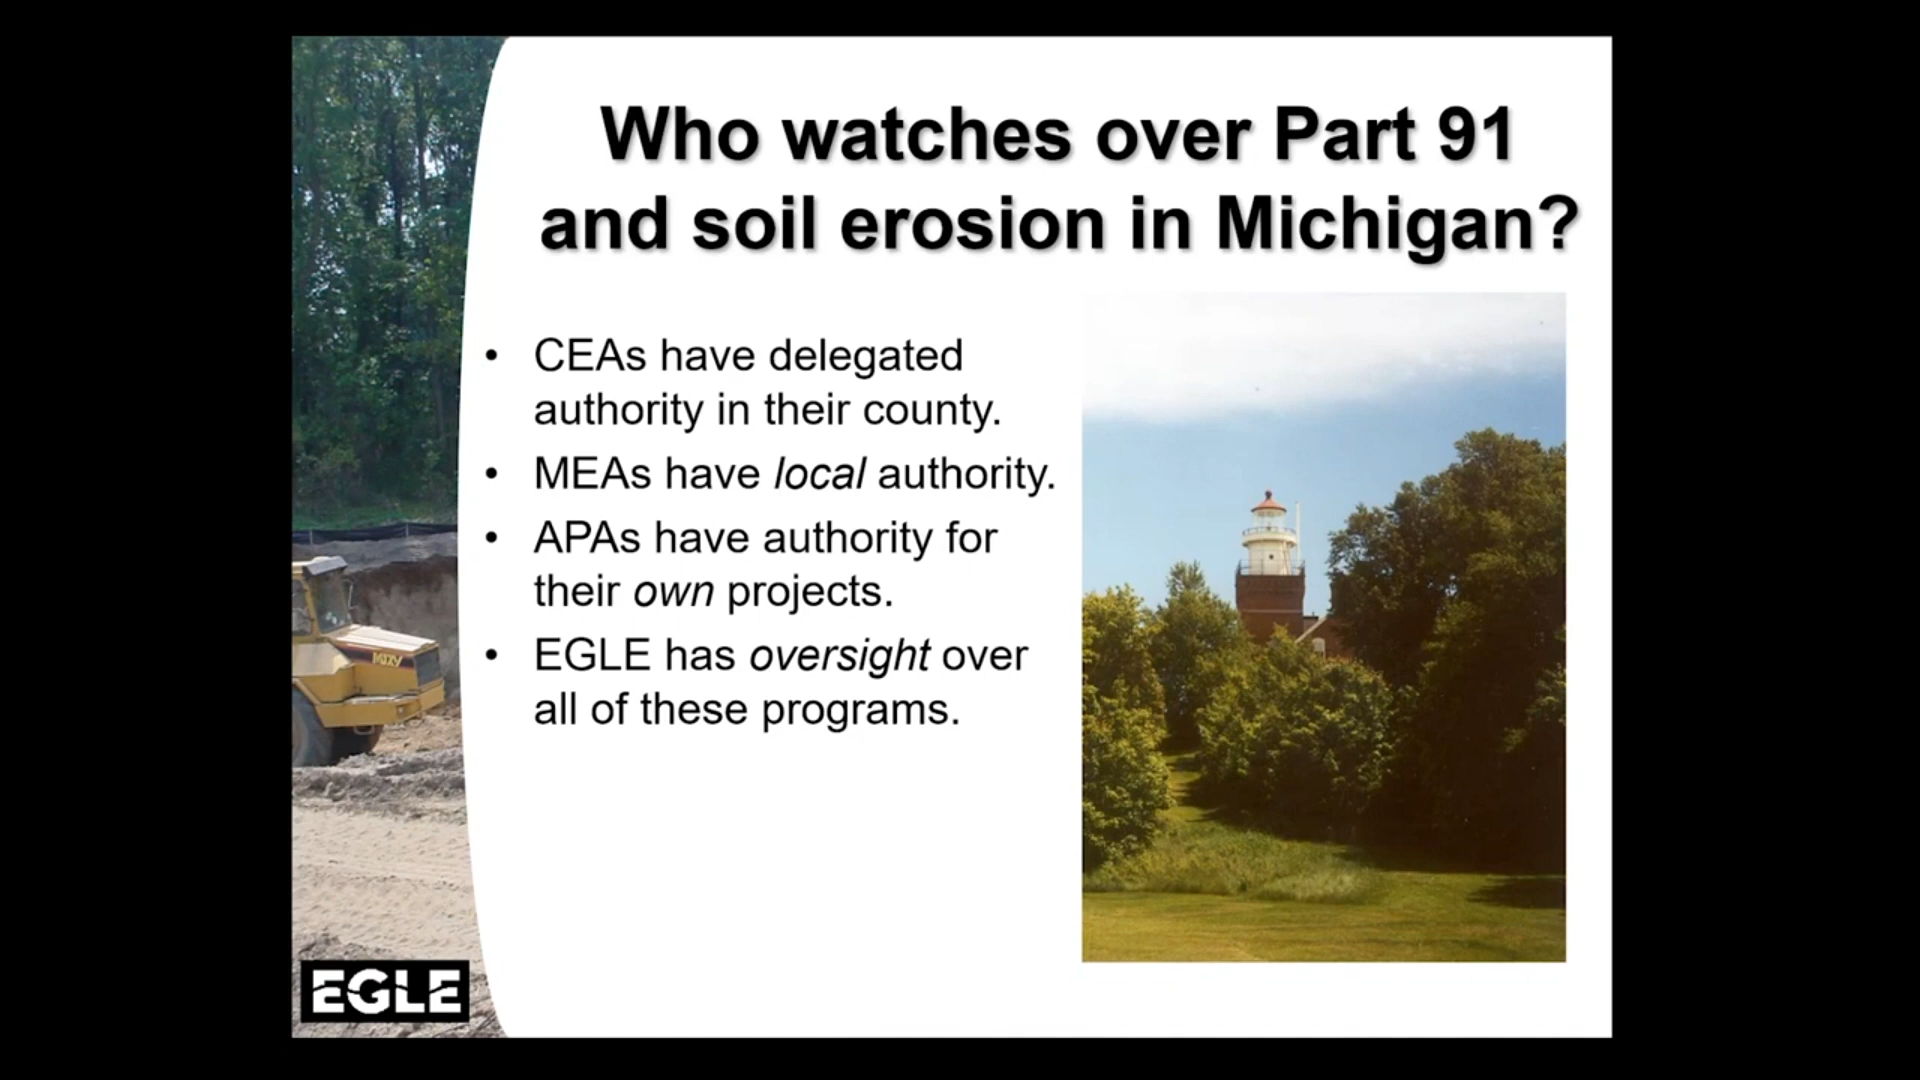 Who watches over Part 91
and soil erosion in Michigan?
• CEAs have delegated
authority in their county.
• MEAs have local authority.
• APAs have authority for
their own projects.
• EGLE has oversight over
all of these programs.
EGLE